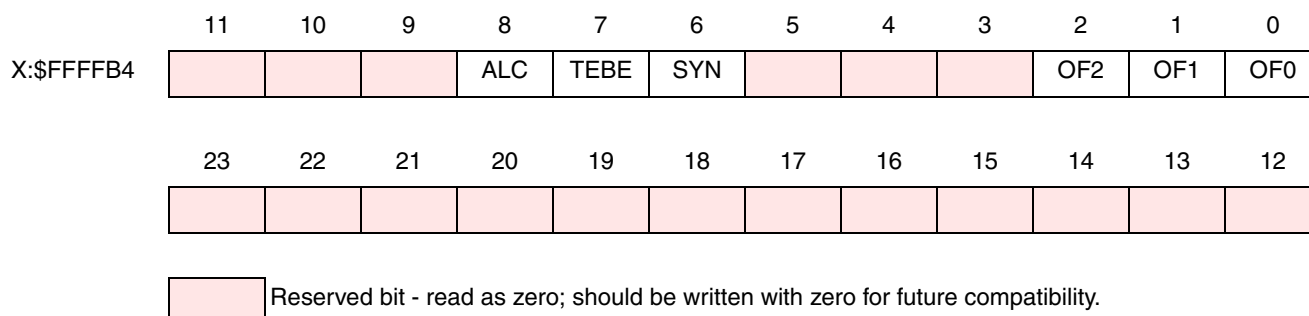 11 10 9 8 7 6 5 4 3 2 1 0
X:$FFFFB4 ALC TEBE SYN OF2 OF1 OF0
23 22 21 20 19 18 17 16 15 14 13 12
Reserved bit - read as zero; should be written with zero for future compatibility.